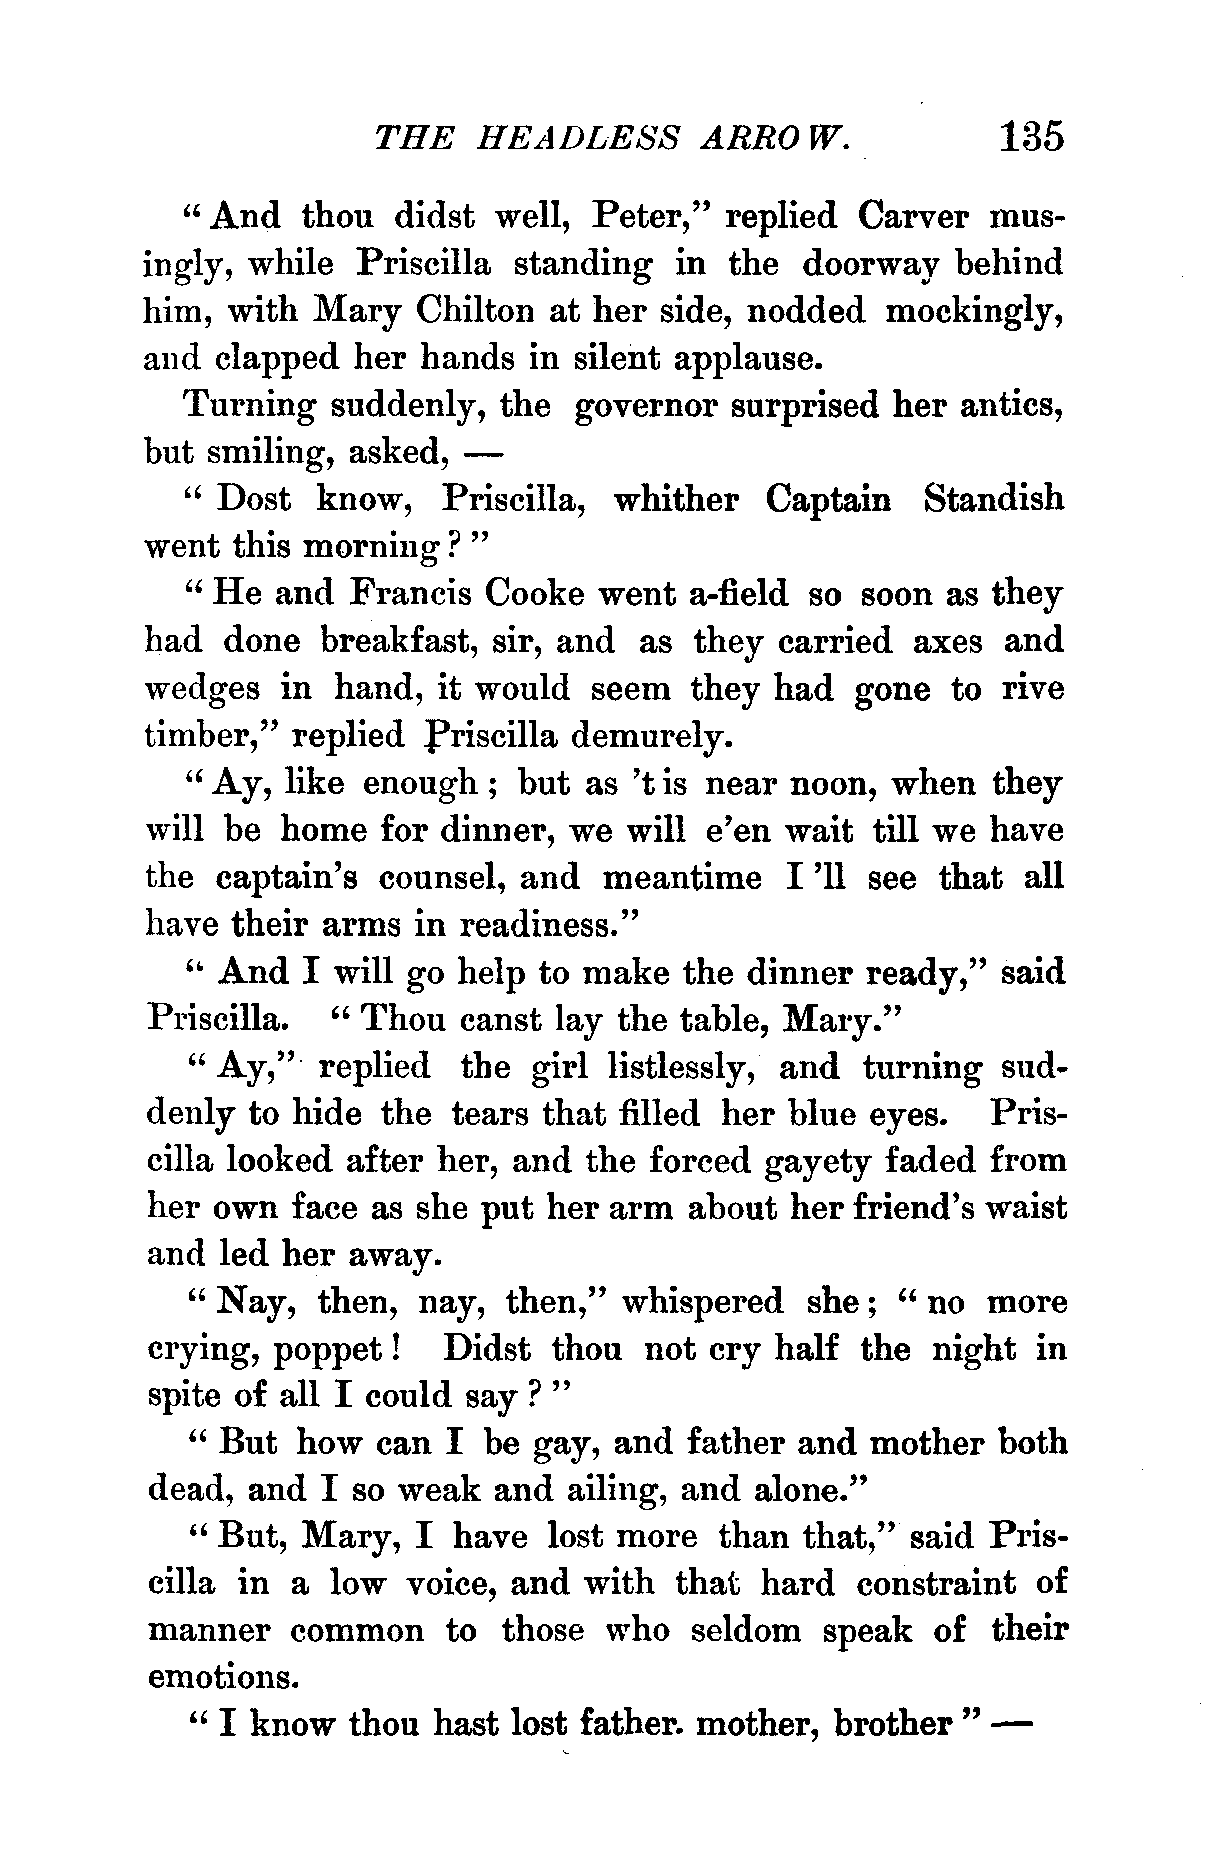 THE HEADLESS ARROW. 135
“And thou didst well, Peter,” replied Carver mus-
ingly, while Priscilla standing in the doorway behind
him, with Mary Chilton at her side, nodded mockingly,
and clapped her hands in silent applause.
Turning suddenly, the governor surprised her antics,
but smiling, asked, —
“Dost know, Priscilla, whither Captain Standish
went this morning?”
“He and Francis Cooke went a-field so soon as they
had done breakfast, sir, and as they carried axes and
wedges in hand, it would seem they had gone to rive
timber,” replied Priscilla demurely.
“Ay, like enough; but as ’t is near noon, when they
will be home for dinner, we will e’en wait till we have
the captain’s counsel, and meantime I ’ll see that all
have their arms in readiness.”
“And I will go help to make the dinner ready,” said
Priscilla. “Thou canst lay the table, Mary.”
“Ay,” replied the girl listlessly, and turning sud-
denly to hide the tears that filled her blue eyes. Pris-
cilla looked after her, and the forced gayety faded from
her own face as she put her arm about her friend’s waist
and led her away.
“Nay, then, nay, then,” whispered she; “no more
crying, poppet! Didst thou not cry half the night in
spite of all I could say?”
“But how can I be gay, and father and mother both
dead, and I so weak and ailing, and alone.”
“But, Mary, I have lost more than that,” said Pris-
cilla in a low voice, and with that hard constraint of
manner common to those who seldom speak of their
emotions.
“I know thou hast lost father. mother, brother” —